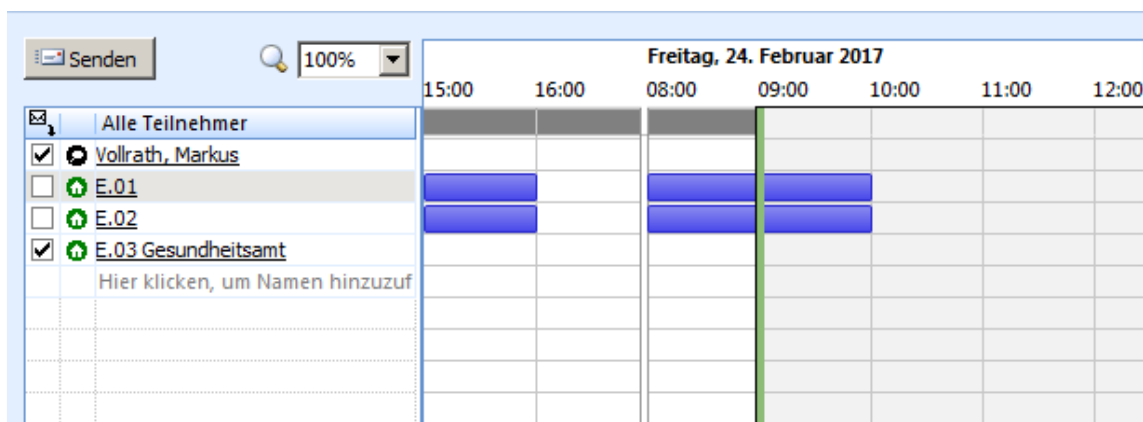 Senden 100% Freitag, 24. Februar 2017
15:00 16:00 08:00 09:00 10:00 11:00 12:00
Alle Teilnehmer
Vollrath, Markus
E.01
E.02
E.03 Gesundheitsamt
Hier klicken, um Namen hinzuzuf